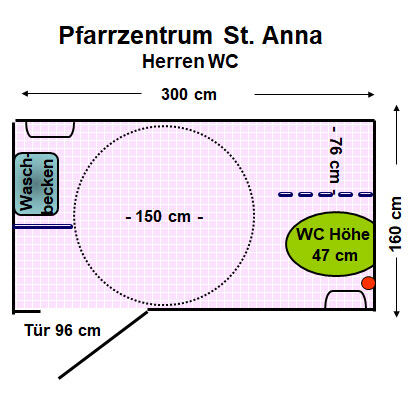 Pfarrzentrum St. Anna
Herren WC
300 cm
- 76 cm -
Wasch-
becken
- 150 cm -
160 cm
WC Höhe
47 cm
Tür 96 cm